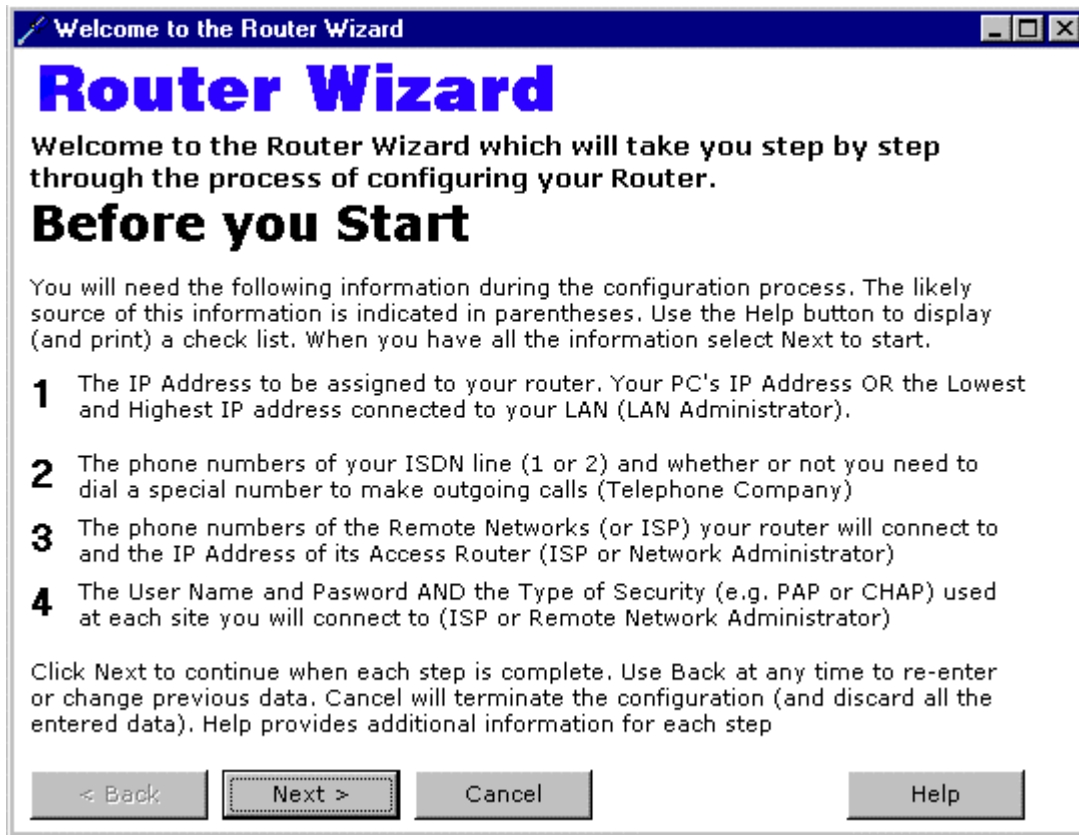 Welcome to the Router Wizard
Router Wizard
Welcome to the Router Wizard which will take you step by step
through the process of configuring your Router.
Before you Start
You will need the following information during the configuration process. The likely
source of this information is indicated in parentheses. Use the Help button to display
(and print) a check list. When you have all the information select Next to start.
1 The IP Address to be assigned to your router. Your PC's IP Address OR the Lowest
and Highest IP address connected to your LAN (LAN Administrator).
2 The phone numbers of your ISDN line (1 or 2) and whether or not you need to
dial a special number to make outgoing calls (Telephone Company)
3 The phone numbers of the Remote Networks (or ISP) your router will connect to
and the IP Address of its Access Router (ISP or Network Administrator)
4 The User Name and Pasword AND the Type of Security (e.g. PAP or CHAP) used
at each site you will connect to (ISP or Remote Network Administrator)
Click Next to continue when each step is complete. Use Back at any time to re-enter
or change previous data. Cancel will terminate the configuration (and discard all the
entered data). Help provides additional information for each step
< Back Next > Cancel Help